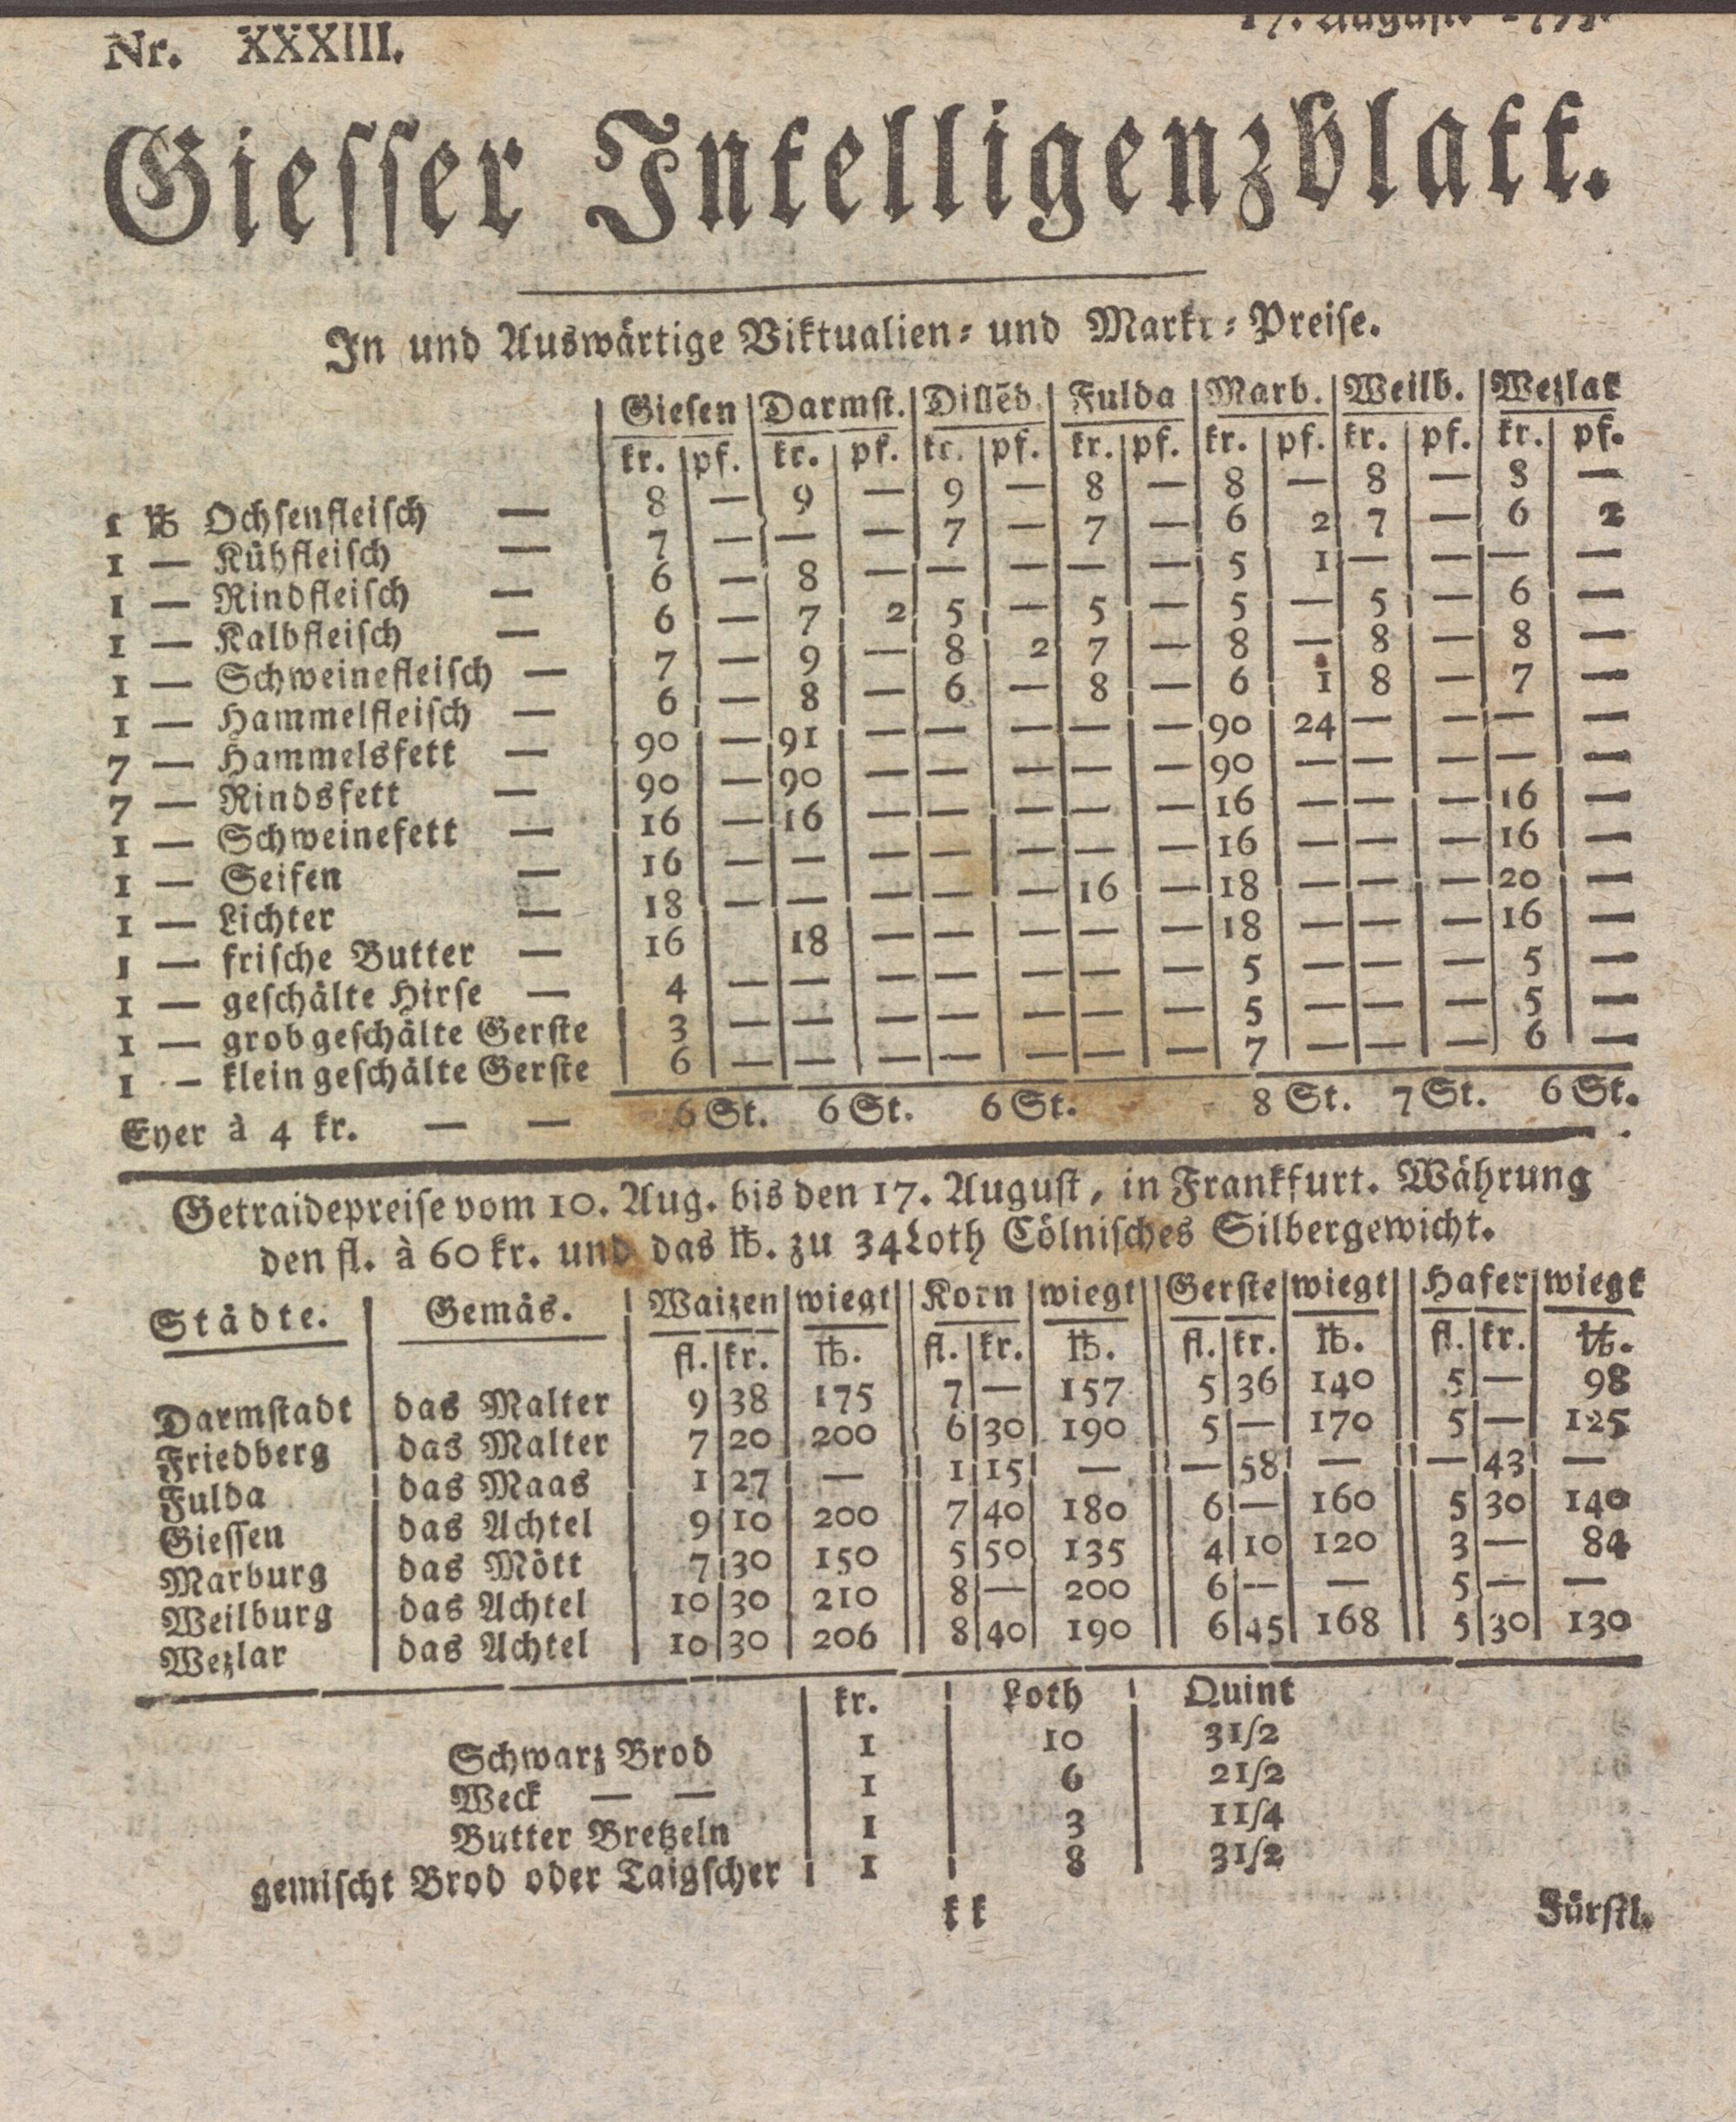 Nr. XXXIII.
17. August
Giesser Intelligenzblatt.
In und Auswärtige Viktualien- und Markt-Preise.
Giesen | Darmst. | Dillēb. | Fulda | Marb. | Weilb. | Wezlar
kr. | pf. | kr. | pf. | kr. | pf. | kr. | pf. | kr. | pf. | kr. | pf. | kr. | pf.
1 ℔ Ochsenfleisch — 8 | — | 9 | — | 9 | — | 8 | — | 8 | — | 8 | — | 8 | —
1 — Kühfleisch — 7 | — | — | — | 7 | — | 7 | — | 6 | 2 | 7 | — | 6 | 2
1 — Rindfleisch — 6 | — | 8 | — | — | — | — | — | 5 | 1 | — | — | — | —
1 — Kalbfleisch — 6 | — | 7 | 2 | 5 | — | 5 | — | 5 | — | 5 | — | 6 | —
1 — Schweinefleisch — 7 | — | 9 | — | 8 | 2 | 7 | — | 8 | — | 8 | — | 8 | —
1 — Hammelfleisch — 6 | — | 8 | — | 6 | — | 8 | — | 6 | 1 | 8 | — | 7 | —
7 — Hammelsfett — 90 | — | 91 | — | — | — | — | — | 90 | 24 | — | — | — | —
7 — Rindsfett — 90 | — | 90 | — | — | — | — | — | 90 | — | — | — | — | —
1 — Schweinefett — 16 | — | 16 | — | — | — | — | — | 16 | — | — | — | 16 | —
1 — Seifen — 16 | — | — | — | — | — | — | — | 16 | — | — | — | 16 | —
1 — Lichter — 18 | — | — | — | — | — | 16 | — | 18 | — | — | — | 20 | —
1 — frische Butter — 16 | | 18 | — | — | — | — | — | 18 | — | — | — | 16 | —
1 — geschälte Hirse — 4 | — | — | — | — | — | — | — | 5 | — | — | — | 5 | —
1 — grob geschälte Gerste 3 | — | — | — | — | — | — | — | 5 | — | — | — | 5 | —
1 – klein geschälte Gerste 6 | — | — | — | — | — | — | — | 7 | — | — | — | 6 | —
Eyer à 4 kr. — — 6 St. 6 St. 6 St. 8 St. 7 St. 6 St.
Getraidepreise vom 10. Aug. bis den 17. August, in Frankfurt. Währung
den fl. à 60 kr. und das ℔. zu 34 Loth Cölnisches Silbergewicht.
Städte. | Gemäs. | Waizen | wiegt || Korn | wiegt || Gerste | wiegt || Hafer | wiegt
fl. | kr. | ℔. || fl. | kr. | ℔. || fl. | kr. | ℔. || fl. | kr. | ℔.
Darmstadt | das Malter | 9 | 38 | 175 || 7 | — | 157 || 5 | 36 | 140 || 5 | — | 98
Friedberg | das Malter | 7 | 20 | 200 || 6 | 30 | 190 || 5 | — | 170 || 5 | — | 125
Fulda | das Maas | 1 | 27 | — || 1 | 15 | — || — | 58 | — || — | 43 | —
Giessen | das Achtel | 9 | 10 | 200 || 7 | 40 | 180 || 6 | — | 160 || 5 | 30 | 140
Marburg | das Mött | 7 | 30 | 150 || 5 | 50 | 135 || 4 | 10 | 120 || 3 | — | 84
Weilburg | das Achtel | 10 | 30 | 210 || 8 | — | 200 || 6 | — | — || 5 | — | —
Wezlar | das Achtel | 10 | 30 | 206 || 8 | 40 | 190 || 6 | 45 | 168 || 5 | 30 | 130
kr. | Loth | Quint
Schwarz Brod | 1 | 10 | 3 1/2
Weck — — | 1 | 6 | 2 1/2
Butter Bretzeln | 1 | 3 | 1 1/4
gemischt Brod oder Taigscher | 1 | 8 | 3 1/2
kk
Fürstl.